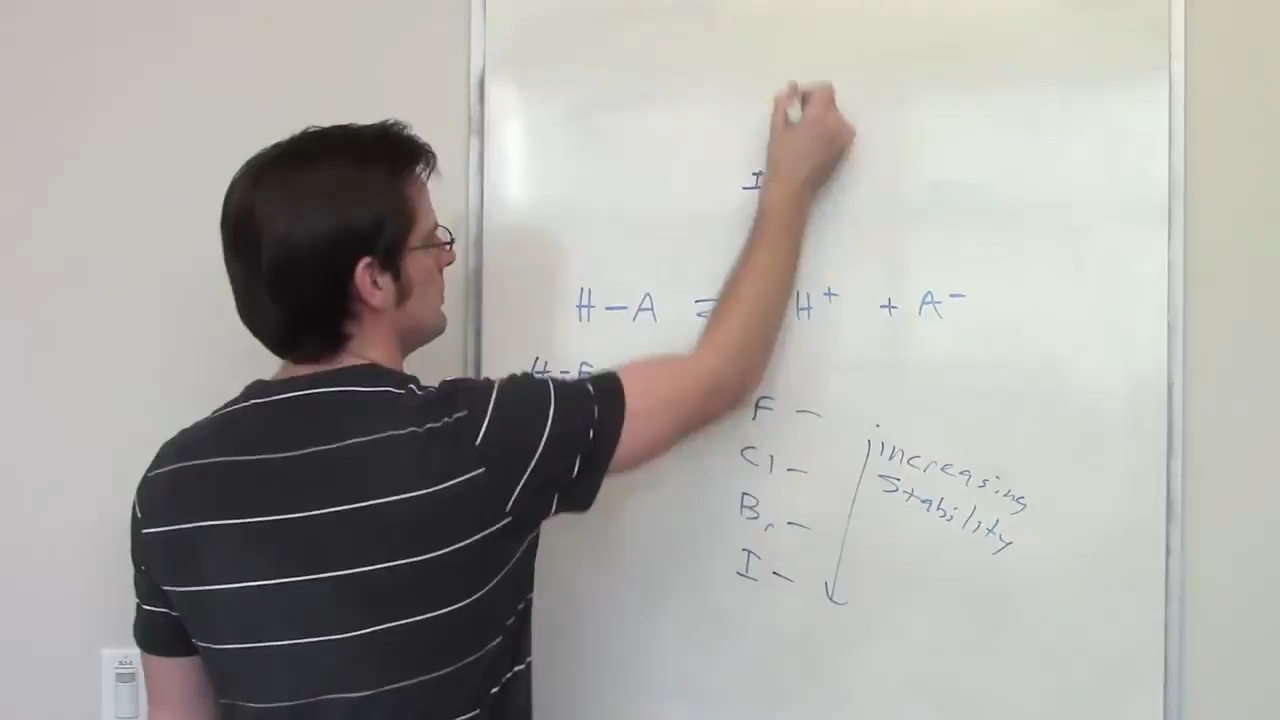 I
H-A ⇌ H⁺ + A⁻
H-F
F -
Cl -
Br -
I -
increasing
Stability